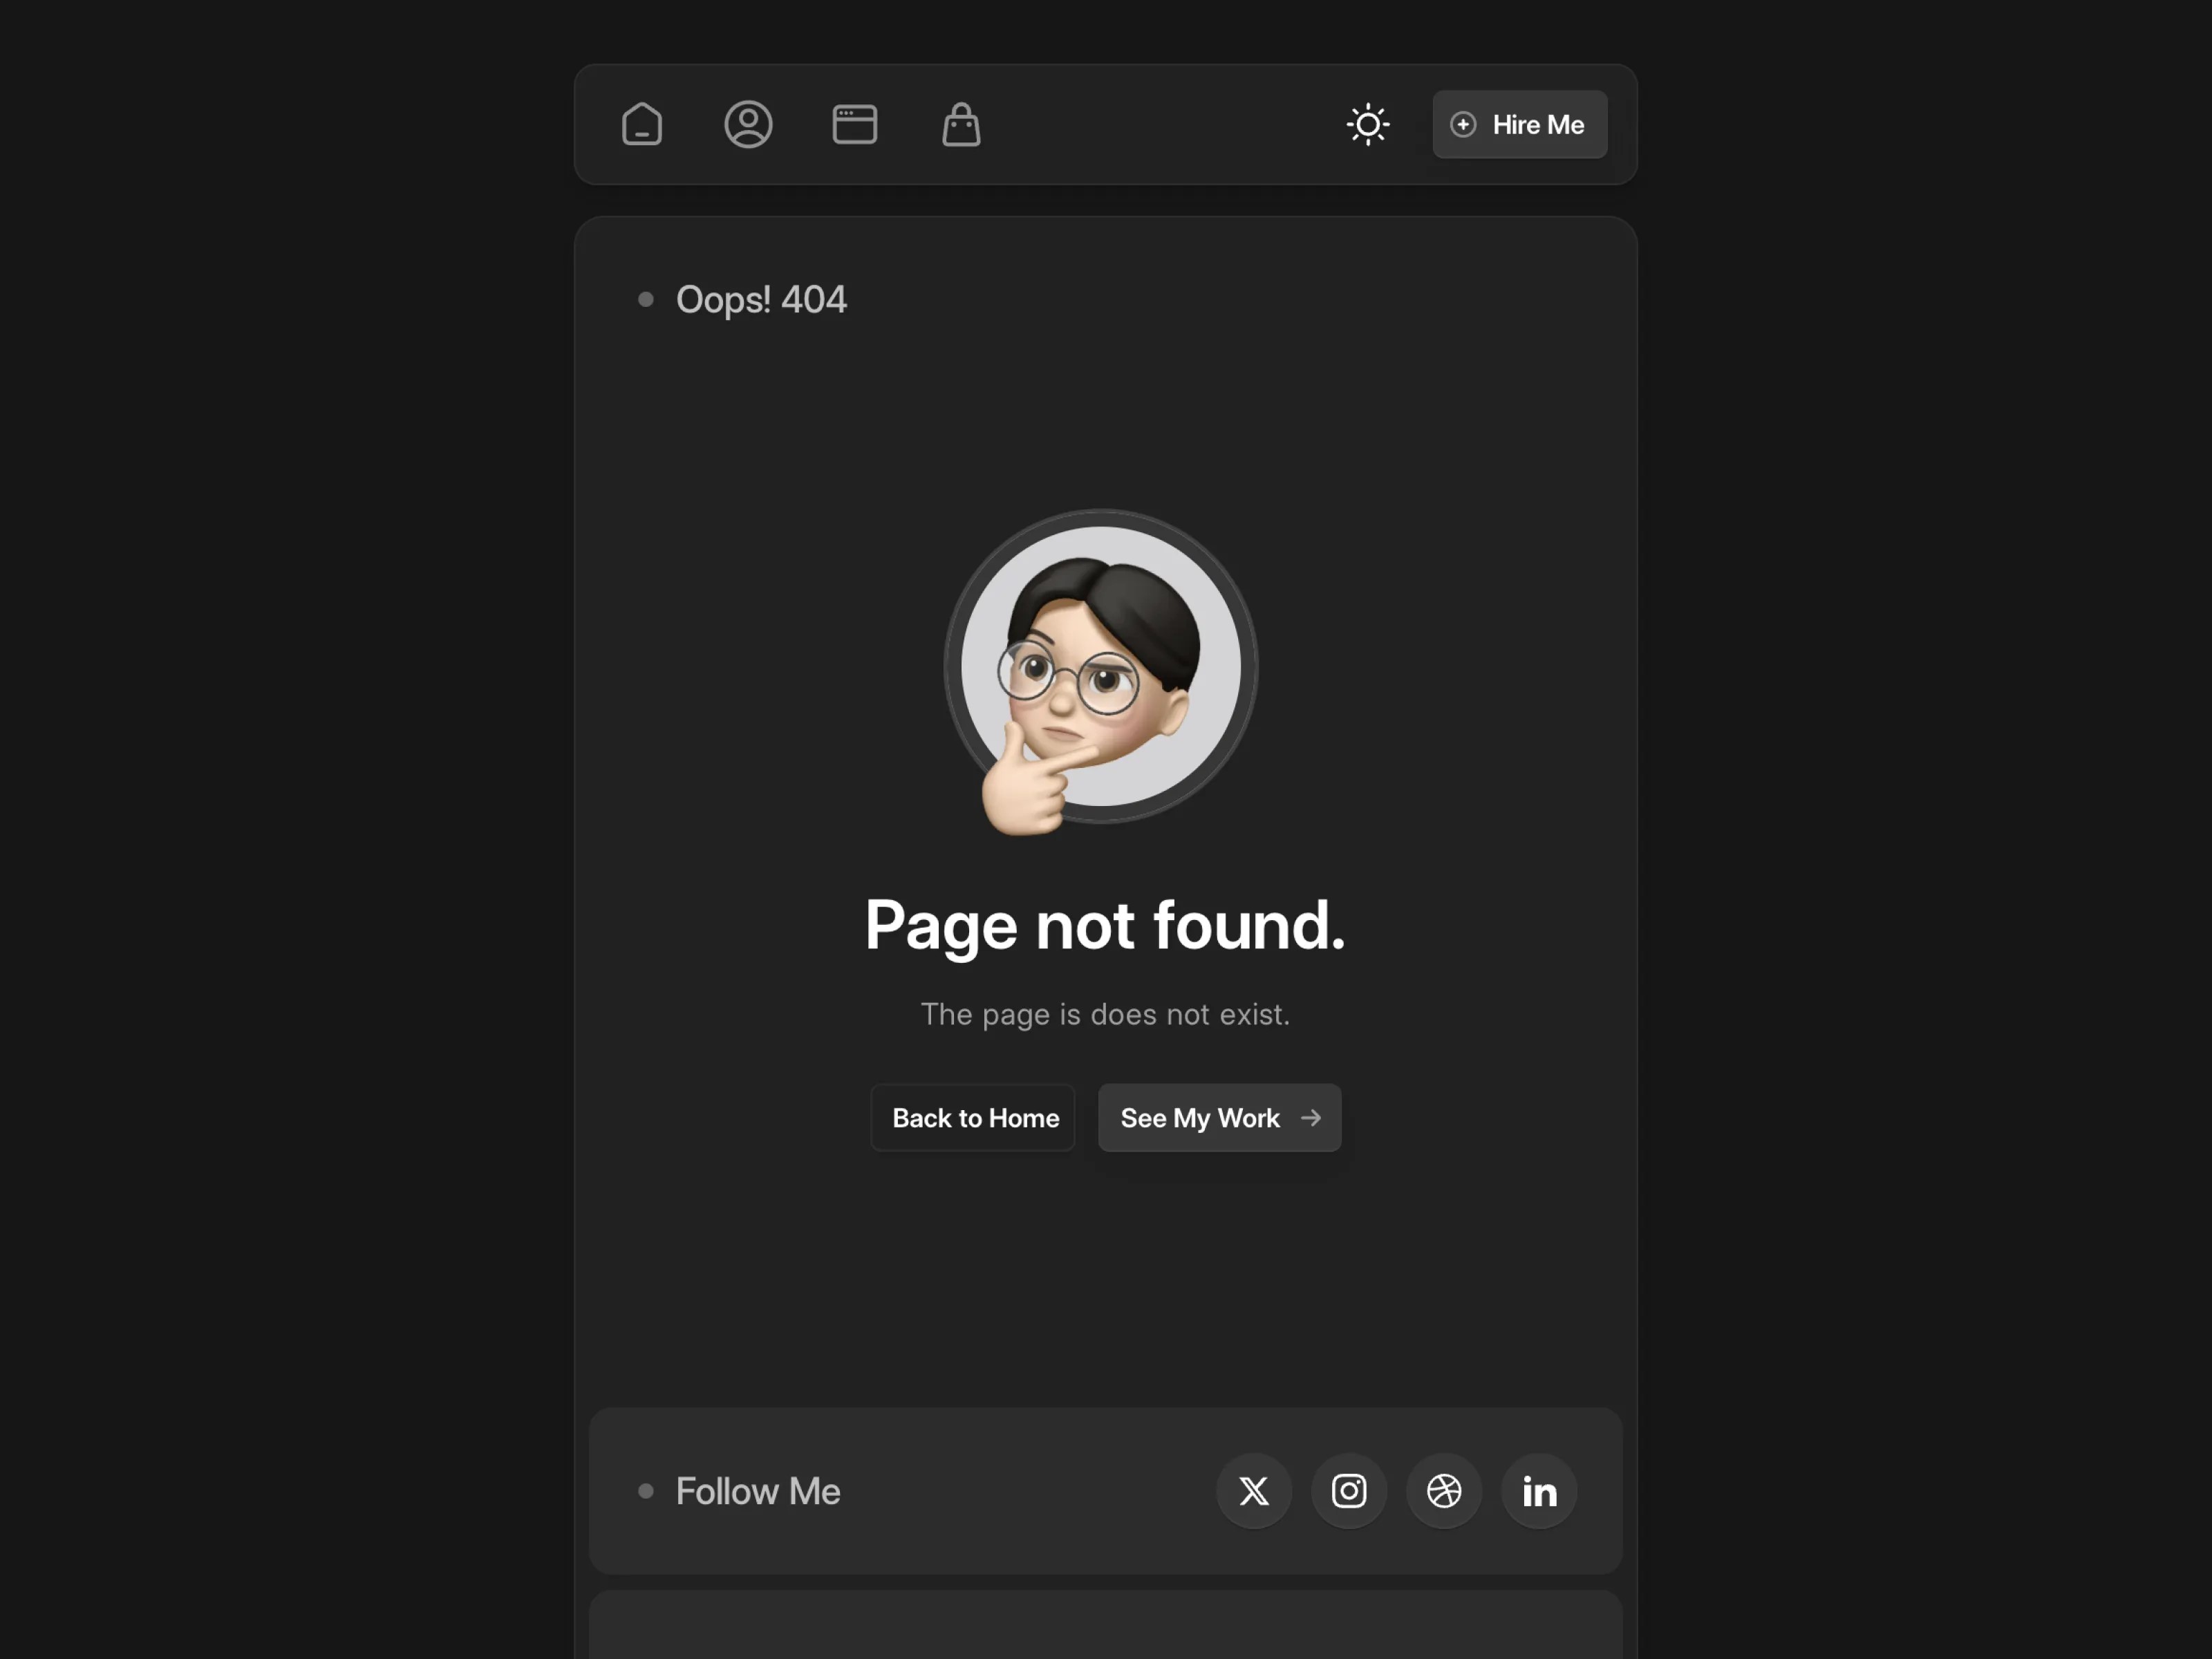 Hire Me
Oops! 404
Page not found.
The page is does not exist.
Back to Home
See My Work
Follow Me